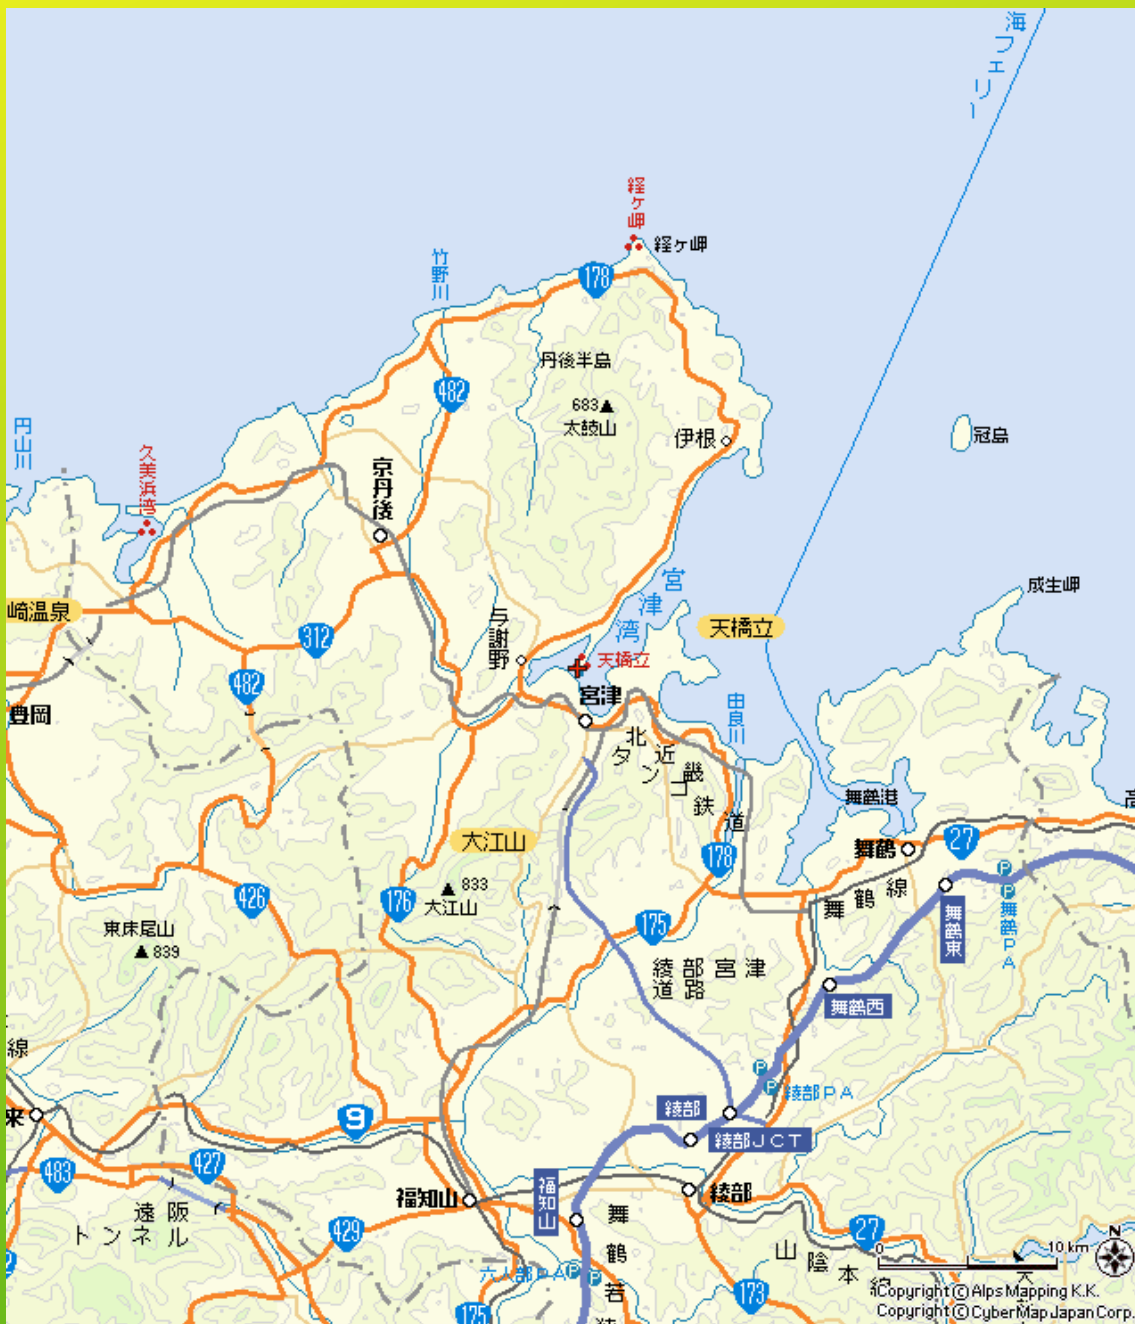 海フェリー
経ヶ岬
経ヶ岬
竹野川
178
丹後半島
482
683
太鼓山
円山川
伊根
冠島
久美浜湾
京丹後
宮津湾
成生岬
崎温泉
与謝野
天橋立
312
天橋立
482
宮津
豊岡
由良川
北近畿
タンゴ鉄道
舞鶴港
高
大江山
舞鶴
27
178
833
大江山
176
426
舞鶴線
舞鶴東
舞鶴PA
東床尾山
839
175
綾部宮津
道路
舞鶴西
線
綾部PA
来
9
綾部
綾部JCT
483
427
福知山
福知山
綾部
遠阪
トンネル
429
舞鶴若狭
27
山陰本線
六人部PA
175
173
0
10km
N
Copyright © Alps Mapping K.K.
Copyright © CyberMap Japan Corp.